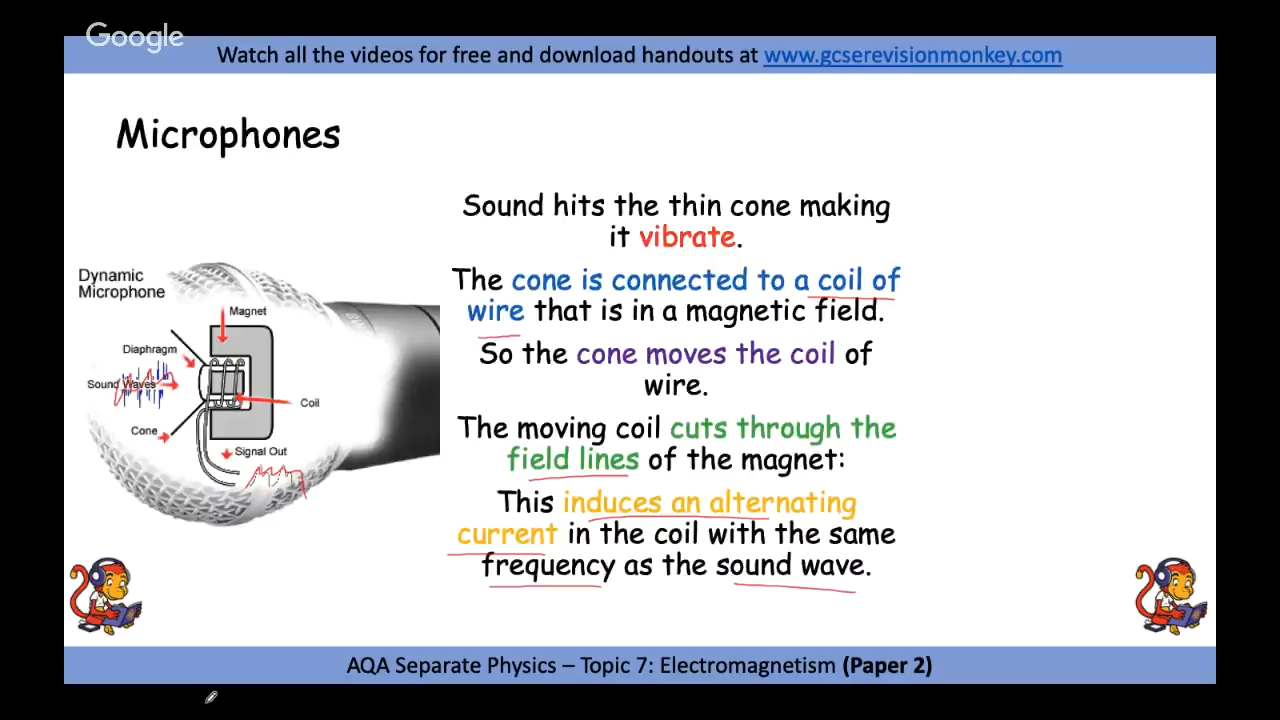 Google
Watch all the videos for free and download handouts at www.gcserevisionmonkey.com
Microphones
Sound hits the thin cone making
it vibrate.
The cone is connected to a coil of
wire that is in a magnetic field.
So the cone moves the coil of
wire.
The moving coil cuts through the
field lines of the magnet:
This induces an alternating
current in the coil with the same
frequency as the sound wave.
Dynamic
Microphone
Magnet
Diaphragm
Sound Waves
Coil
Cone
Signal Out
AQA Separate Physics – Topic 7: Electromagnetism (Paper 2)